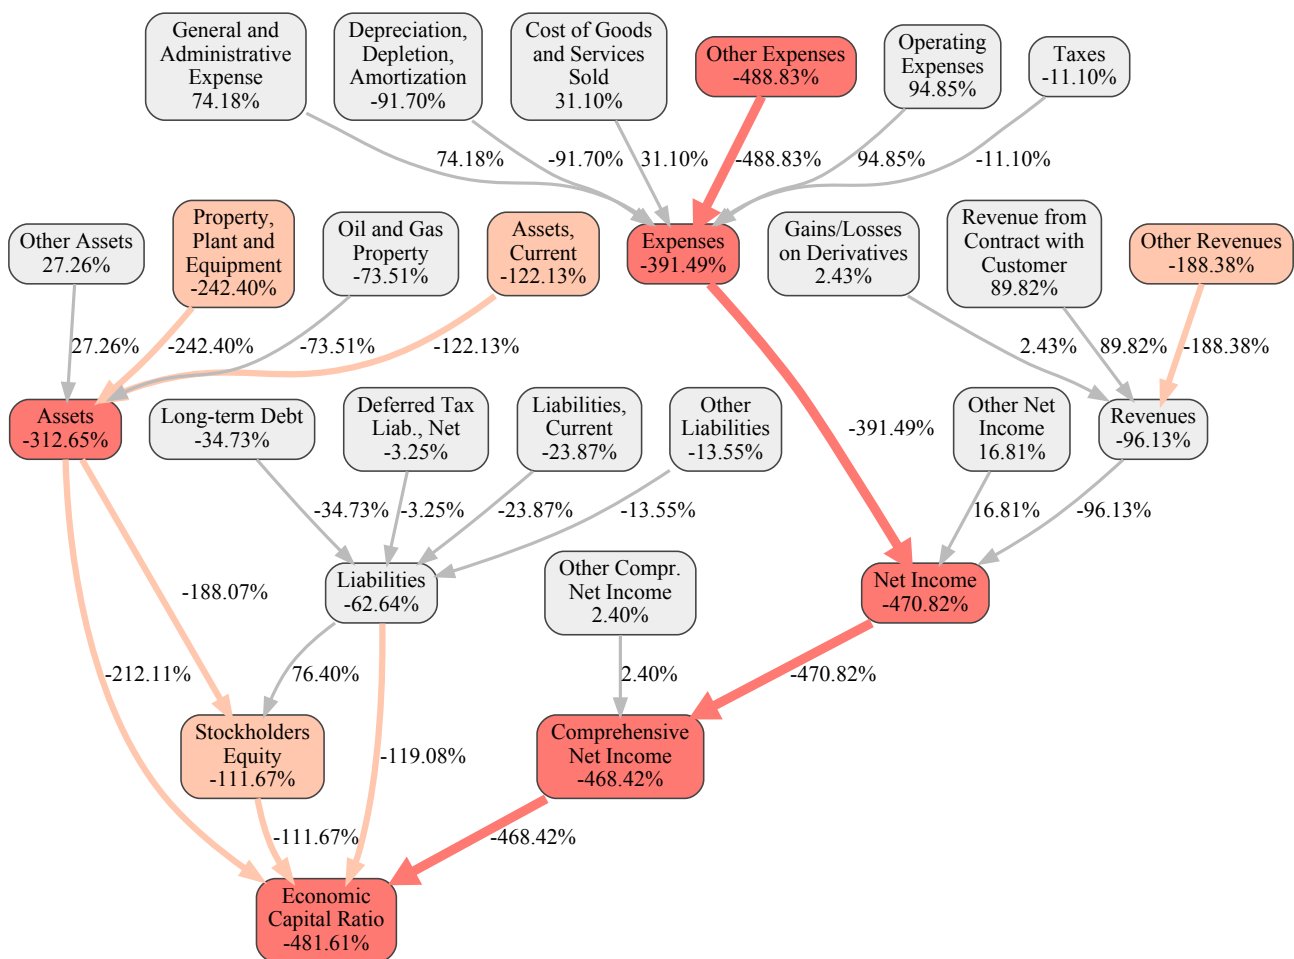 General and
Administrative
Expense
74.18%
Depreciation,
Depletion,
Amortization
-91.70%
Cost of Goods
and Services
Sold
31.10%
Other Expenses
-488.83%
Operating
Expenses
94.85%
Taxes
-11.10%
74.18%
-91.70%
31.10%
-488.83%
94.85%
-11.10%
Other Assets
27.26%
Property,
Plant and
Equipment
-242.40%
Oil and Gas
Property
-73.51%
Assets,
Current
-122.13%
Expenses
-391.49%
Gains/Losses
on Derivatives
2.43%
Revenue from
Contract with
Customer
89.82%
Other Revenues
-188.38%
27.26%
-242.40%
-73.51%
-122.13%
2.43%
89.82%
-188.38%
Assets
-312.65%
Long-term Debt
-34.73%
Deferred Tax
Liab., Net
-3.25%
Liabilities,
Current
-23.87%
Other
Liabilities
-13.55%
-391.49%
Other Net
Income
16.81%
Revenues
-96.13%
-34.73%
-3.25%
-23.87%
-13.55%
16.81%
-96.13%
-188.07%
Liabilities
-62.64%
Other Compr.
Net Income
2.40%
Net Income
-470.82%
-212.11%
76.40%
2.40%
-470.82%
Stockholders
Equity
-111.67%
-119.08%
Comprehensive
Net Income
-468.42%
-111.67%
-468.42%
Economic
Capital Ratio
-481.61%